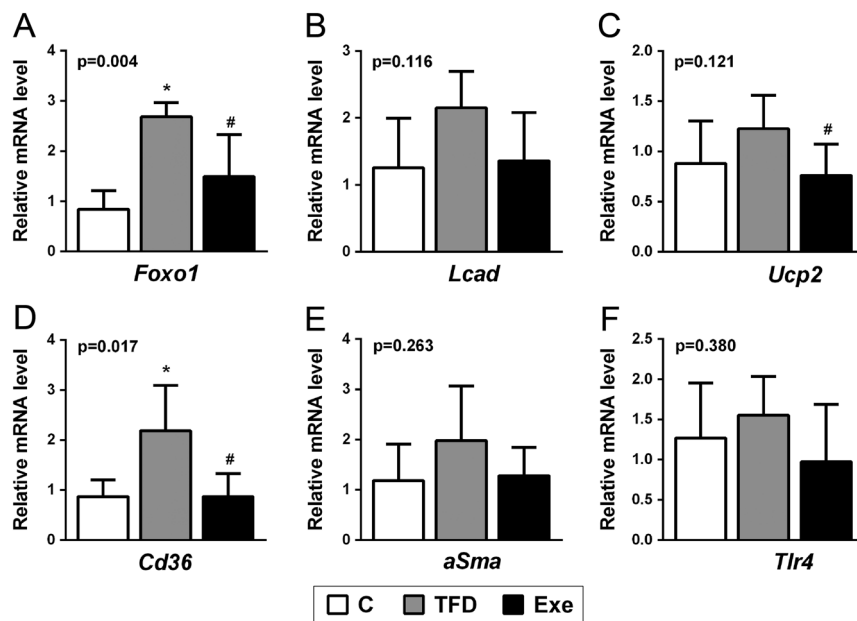 A
Relative mRNA level
p=0.004
4
3
2
1
0
*
#
Foxo1
B
Relative mRNA level
p=0.116
3
2
1
0
Lcad
C
Relative mRNA level
p=0.121
2.0
1.5
1.0
0.5
0.0
#
Ucp2
D
Relative mRNA level
p=0.017
4
3
2
1
0
*
#
Cd36
E
Relative mRNA level
p=0.263
4
3
2
1
0
aSma
F
Relative mRNA level
p=0.380
2.5
2.0
1.5
1.0
0.5
0.0
Tlr4
C TFD Exe